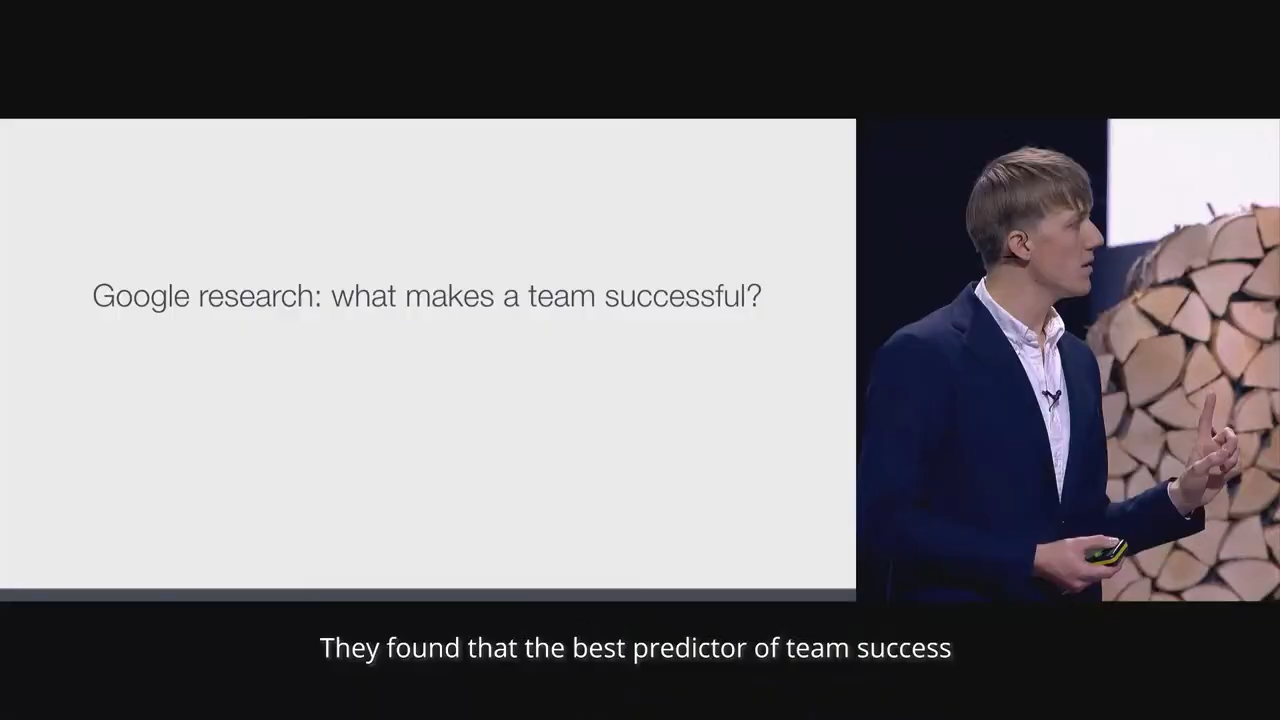 Google research: what makes a team successful?
They found that the best predictor of team success